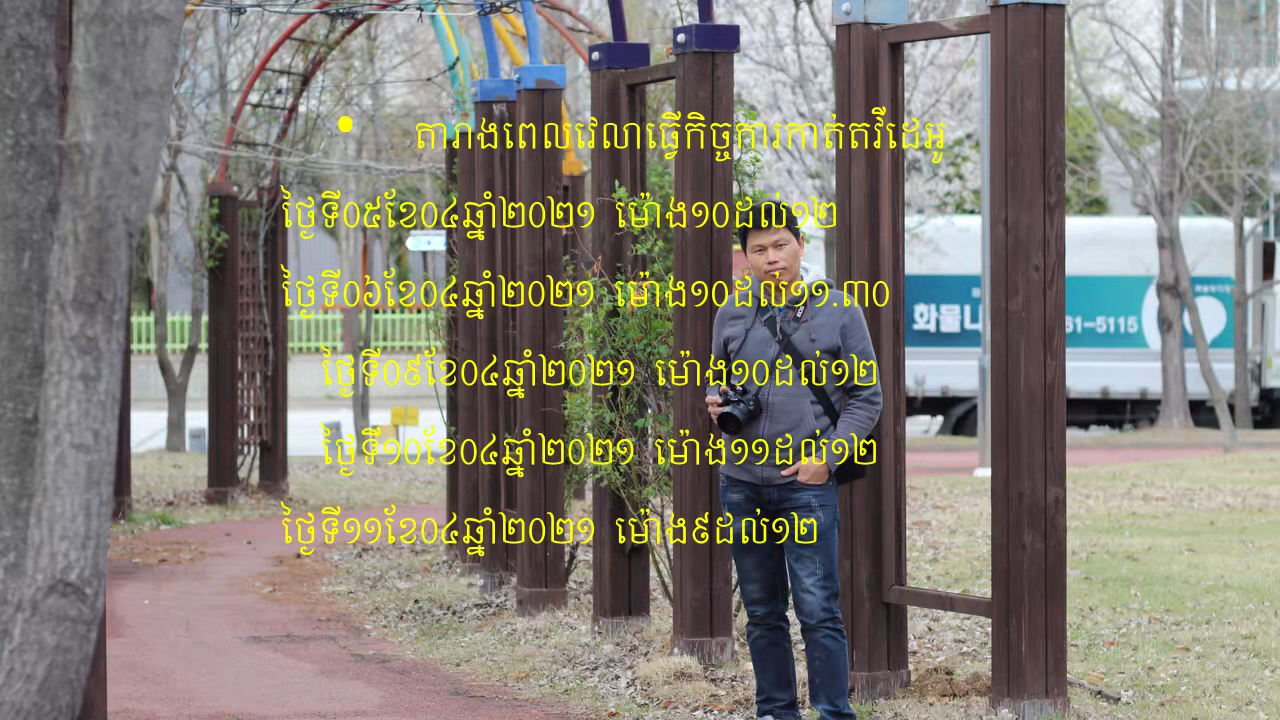 • តារាងពេលវេលាធ្វើកិច្ចការកាត់តវីដេអូ
ថ្ងៃទី០៥ខែ០៤ឆ្នាំ២០២១ ម៉ោង១០ដល់១២
ថ្ងៃទី០៦ខែ០៤ឆ្នាំ២០២១ ម៉ោង១០ដល់១១.៣០
화물나 61-5115
ថ្ងៃទី០៩ខែ០៤ឆ្នាំ២០២១ ម៉ោង១០ដល់១២
ថ្ងៃទី១០ខែ០៤ឆ្នាំ២០២១ ម៉ោង១១ដល់១២
ថ្ងៃទី១១ខែ០៤ឆ្នាំ២០២១ ម៉ោង៩ដល់១២